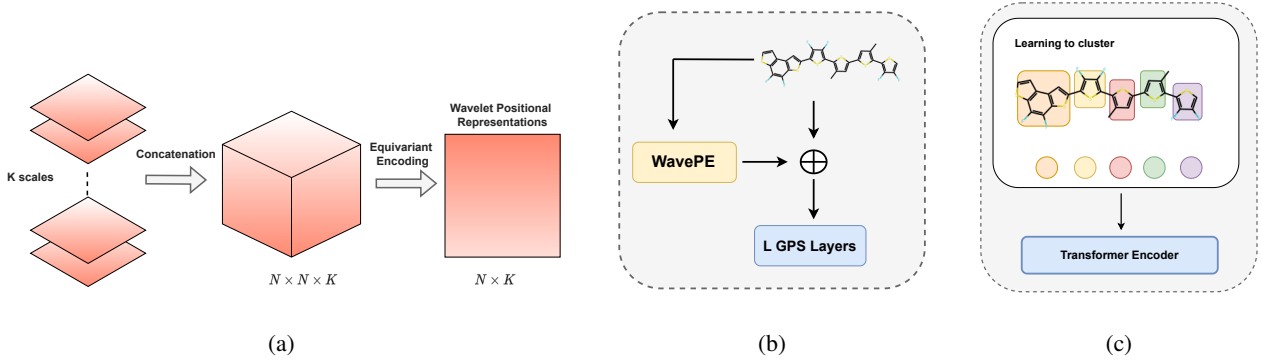 K scales
Concatenation
N × N × K
Equivariant
Encoding
Wavelet Positional
Representations
N × K
(a)
WavePE
L GPS Layers
(b)
Learning to cluster
Transformer Encoder
(c)